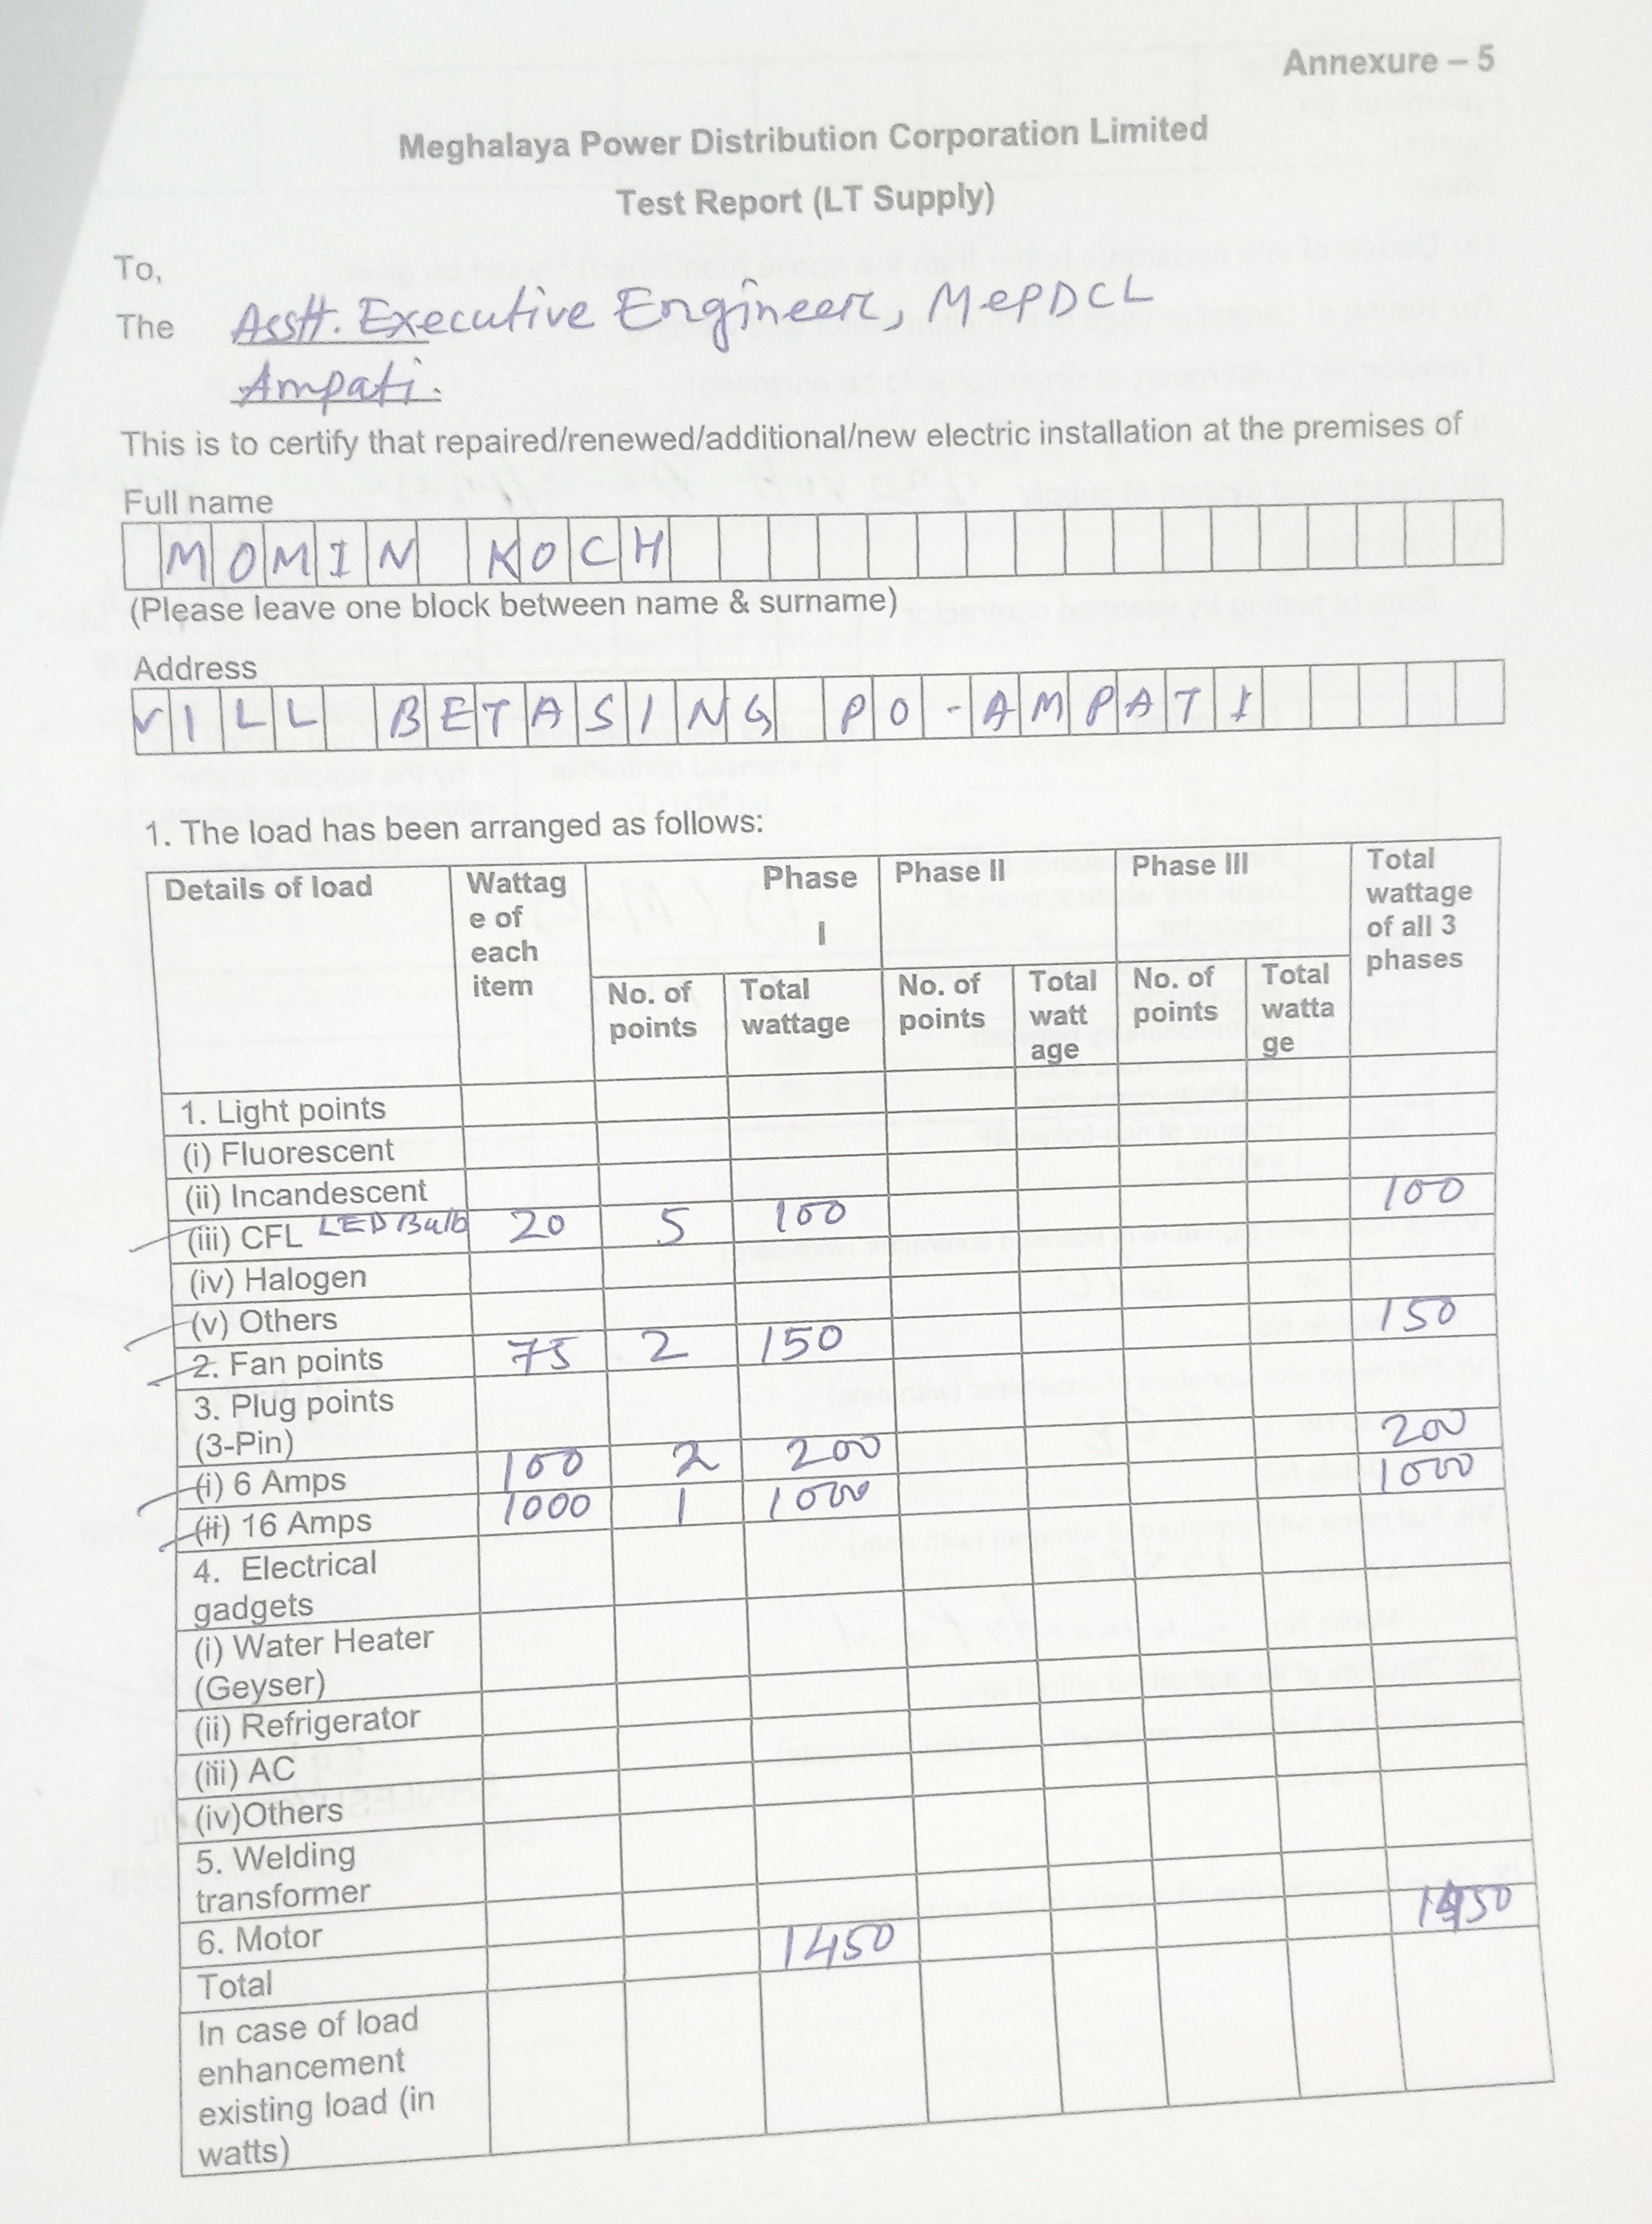 Annexure – 5
Meghalaya Power Distribution Corporation Limited
Test Report (LT Supply)
To,
The Asstt. Executive Engineer, MePDCL
Ampati.
This is to certify that repaired/renewed/additional/new electric installation at the premises of
Full name
MOMIN KOCH
(Please leave one block between name & surname)
Address
VILL BETASING PO-AMPATI
1. The load has been arranged as follows:
Details of load
Wattag
e of
each
item
Phase
I
Phase II
Phase III
Total
wattage
of all 3
phases
No. of
points
Total
wattage
No. of
points
Total
watt
age
No. of
points
Total
watta
ge
1. Light points
(i) Fluorescent
(ii) Incandescent
(iii) CFL LED Bulb 20 5 100 100
(iv) Halogen
(v) Others
2. Fan points 75 2 150 150
3. Plug points
(3-Pin)
(i) 6 Amps 100 2 200 200
(ii) 16 Amps 1000 1 1000 1000
4. Electrical
gadgets
(i) Water Heater
(Geyser)
(ii) Refrigerator
(iii) AC
(iv)Others
5. Welding
transformer
6. Motor
Total 1450 1450
In case of load
enhancement
existing load (in
watts)